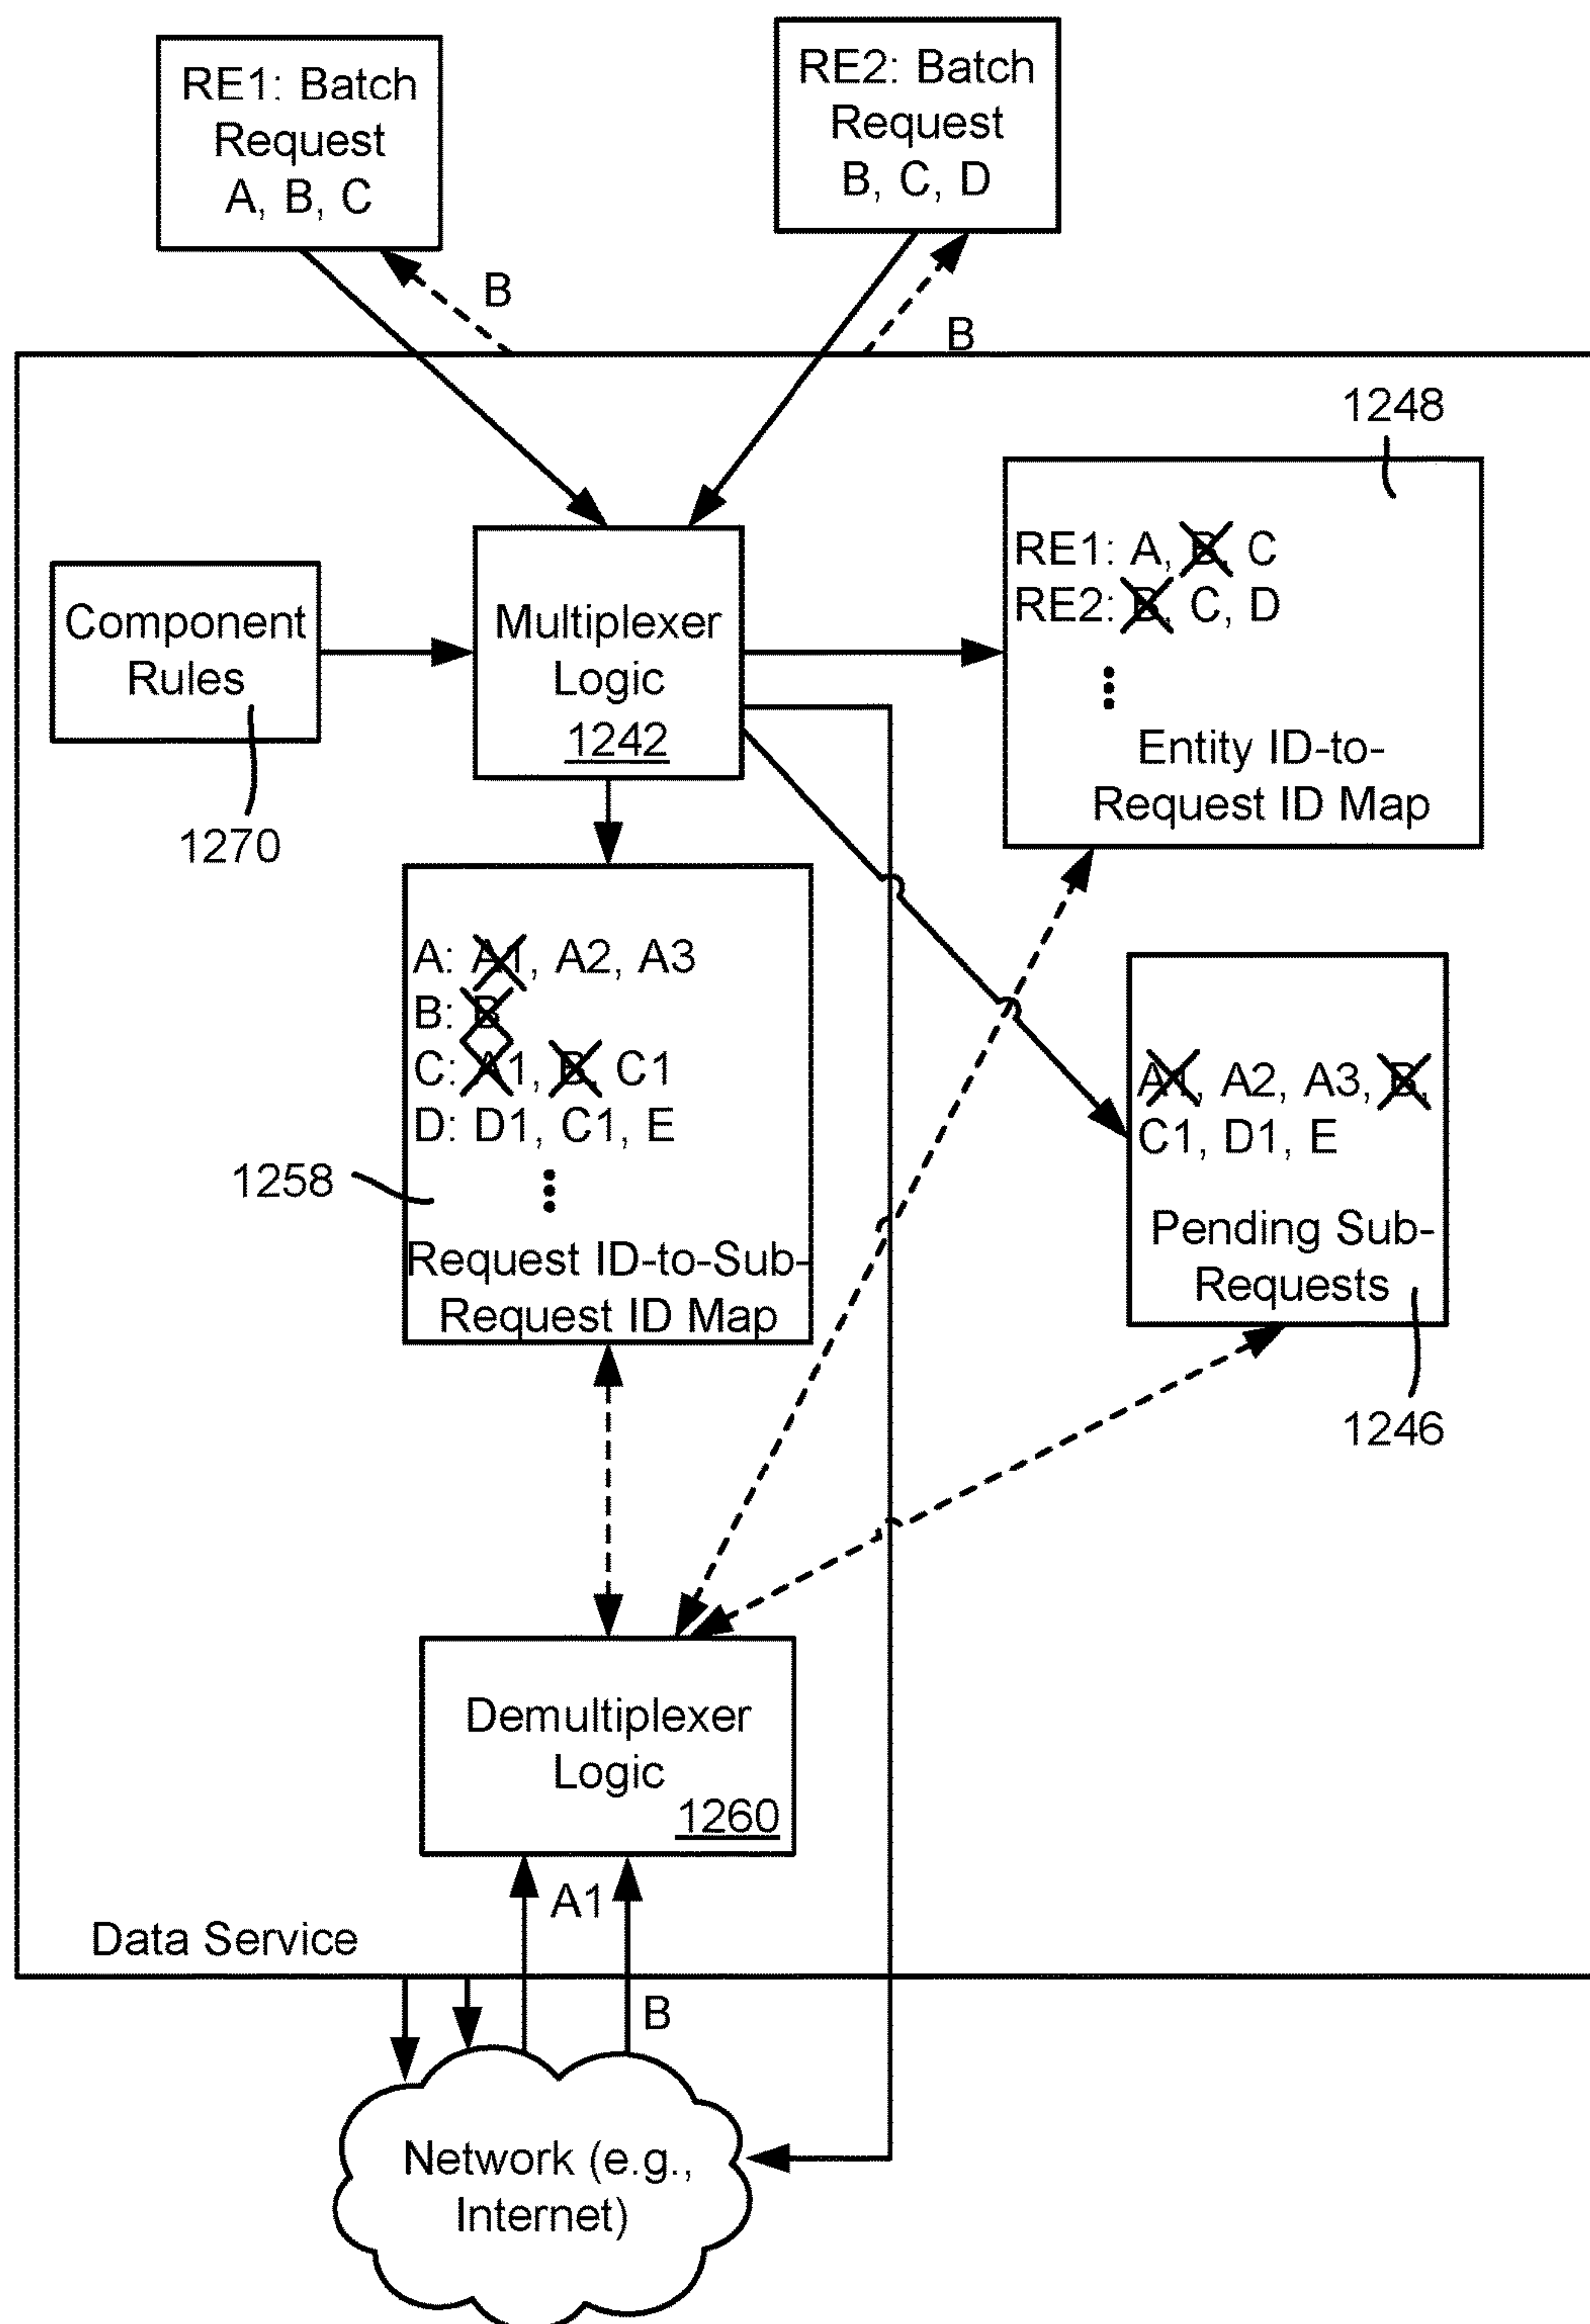 RE1: Batch
Request
A, B, C
RE2: Batch
Request
B, C, D
B
B
1248
RE1: A, B, C
RE2: B, C, D
Entity ID-to-
Request ID Map
Component
Rules
1270
Multiplexer
Logic
1242
A: A1, A2, A3
B: B
C: A1, B, C1
D: D1, C1, E
1258
Request ID-to-Sub-
Request ID Map
A1, A2, A3, B,
C1, D1, E
Pending Sub-
Requests
1246
Demultiplexer
Logic
1260
A1
Data Service
B
Network (e.g.,
Internet)